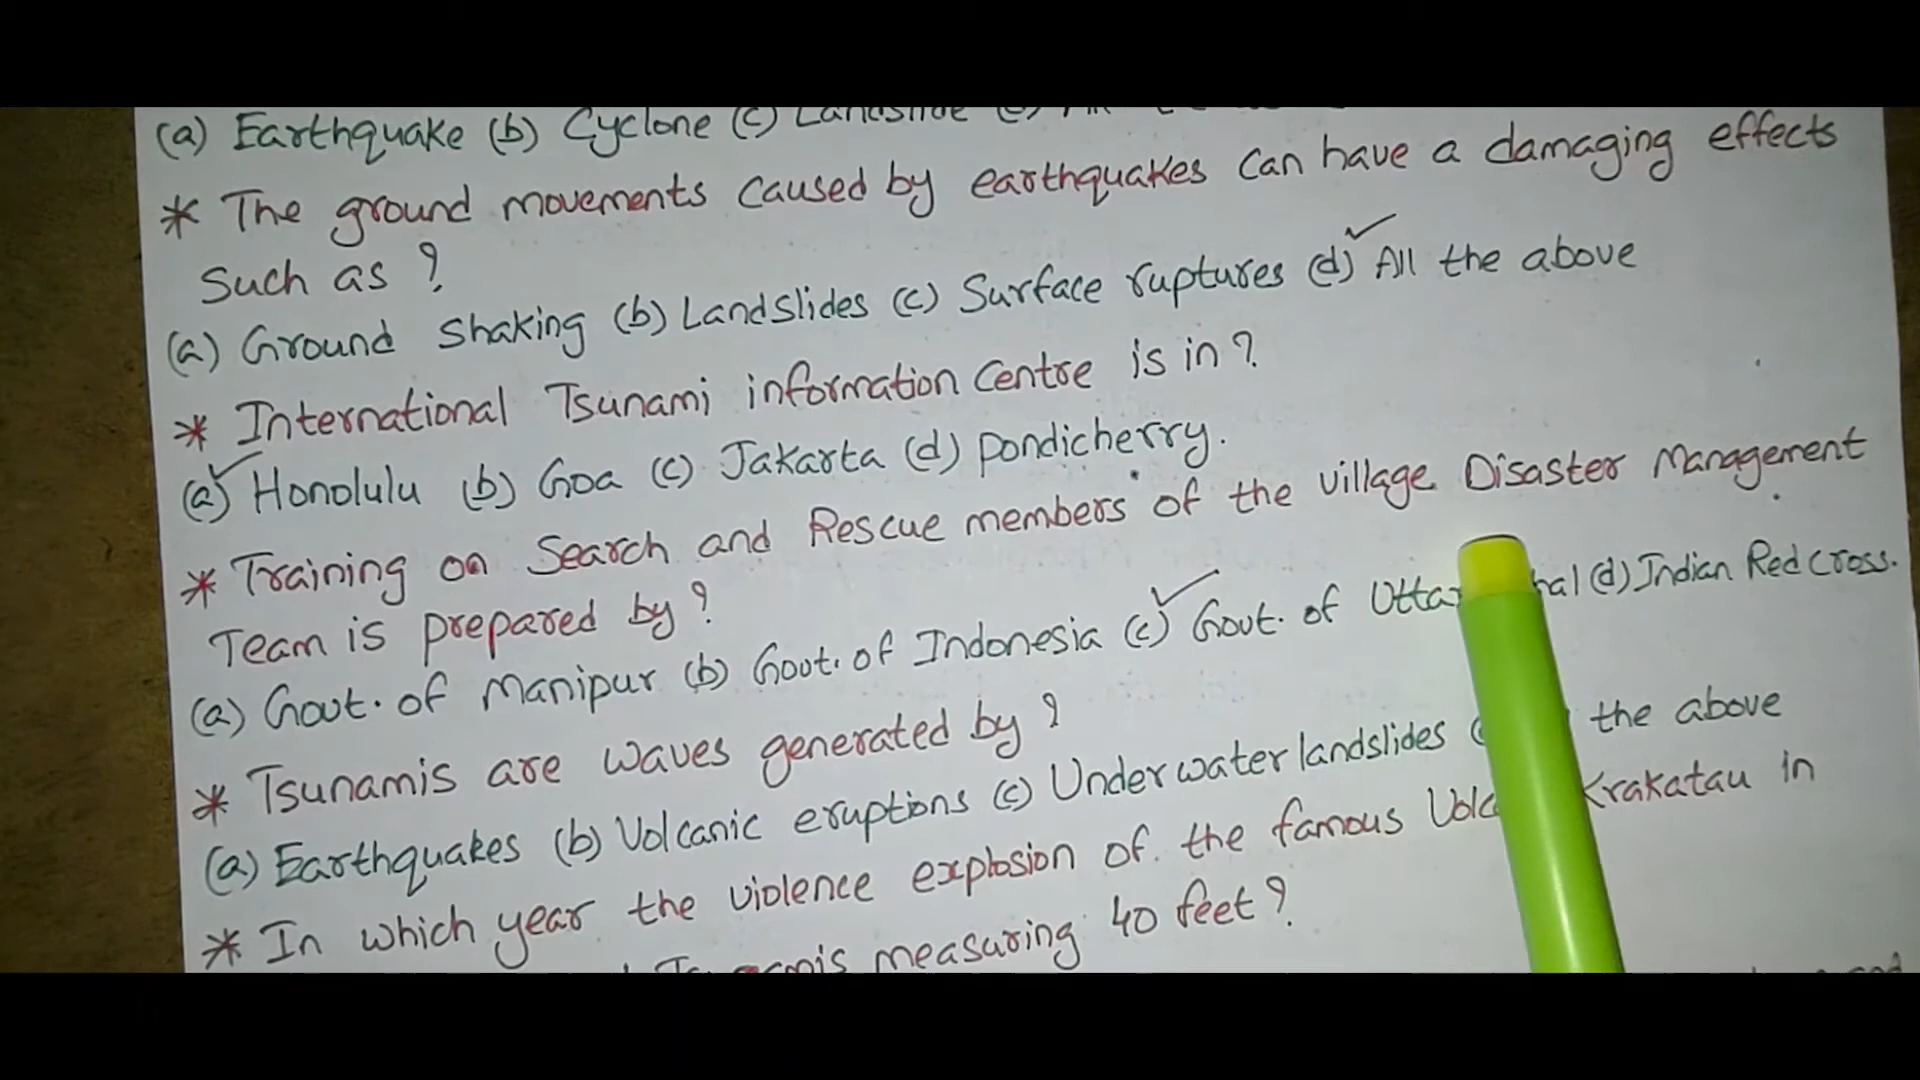 (a) Earthquake (b) Cyclone (c) Landslide
* The ground movements caused by earthquakes can have a damaging effects
Such as ?
(a) Ground Shaking (b) Landslides (c) Surface ruptures (d) All the above
* International Tsunami information Centre is in ?
(a) Honolulu (b) Goa (c) Jakarta (d) Pondicherry.
* Training on Search and Rescue members of the village Disaster Management
Team is prepared by ?
(a) Govt. of Manipur (b) Govt. of Indonesia (c) Govt. of (d) Indian Red Cross.
* Tsunamis are waves generated by ?
(a) Earthquakes (b) Volcanic eruptions (c) Underwater landslides the above
* In which year the violence explosion of the famous Krakatau in
measuring 40 feet ?